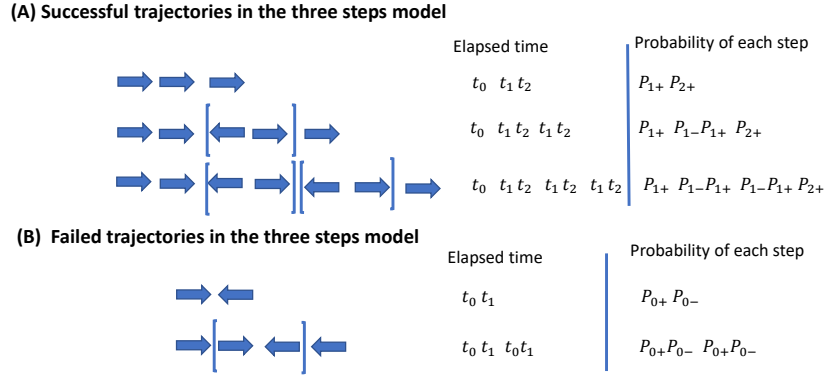 (A) Successful trajectories in the three steps model
Elapsed time
Probability of each step
t₀ t₁ t₂
P₁₊ P₂₊
t₀ t₁ t₂ t₁ t₂
P₁₊ P₁₋P₁₊ P₂₊
t₀ t₁ t₂ t₁ t₂ t₁ t₂
P₁₊ P₁₋P₁₊ P₁₋P₁₊ P₂₊
(B) Failed trajectories in the three steps model
Elapsed time
Probability of each step
t₀ t₁
P₀₊ P₀₋
t₀ t₁ t₀t₁
P₀₊P₀₋ P₀₊P₀₋